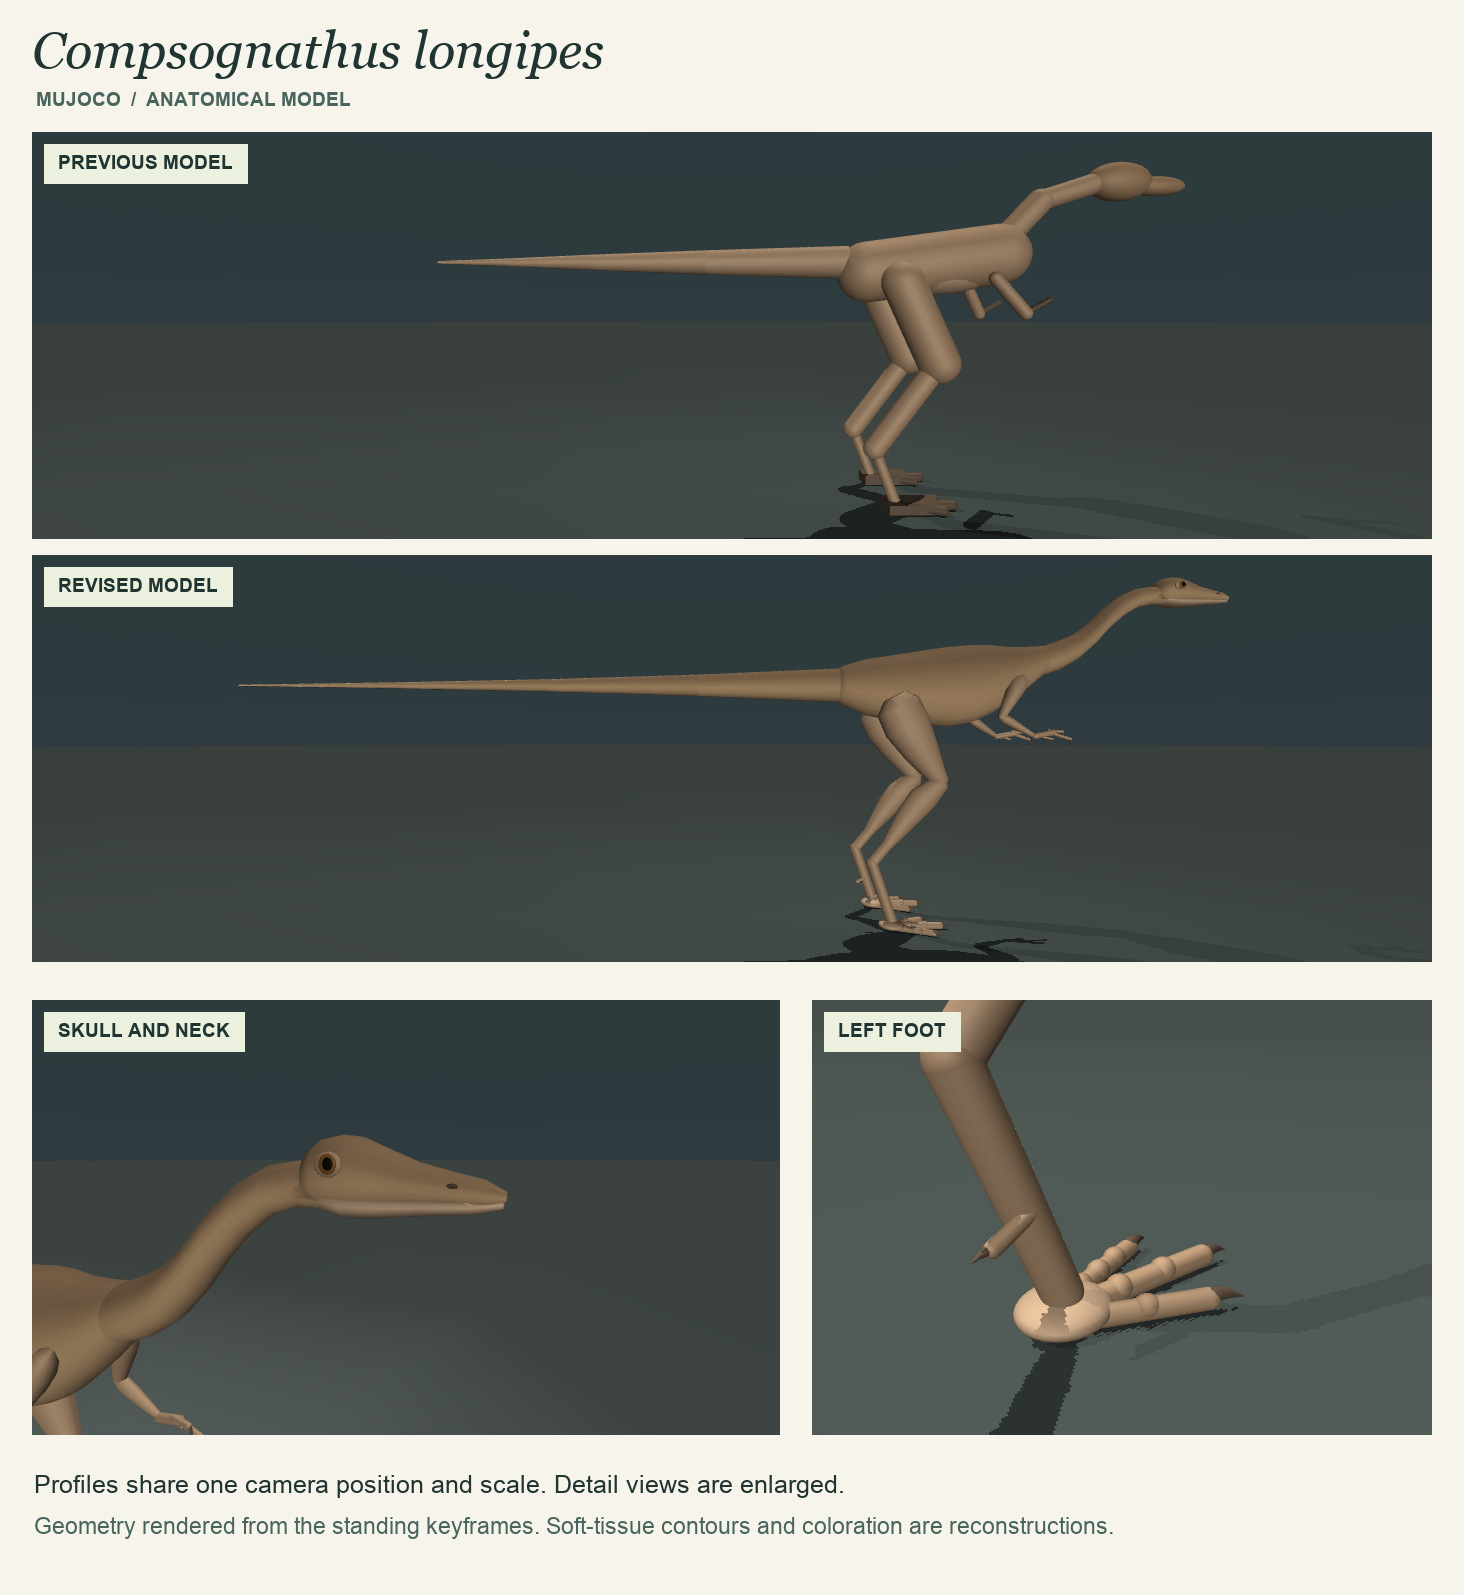 Compsognathus longipes
MUJOCO / ANATOMICAL MODEL
PREVIOUS MODEL
REVISED MODEL
SKULL AND NECK
LEFT FOOT
Profiles share one camera position and scale. Detail views are enlarged.
Geometry rendered from the standing keyframes. Soft-tissue contours and coloration are reconstructions.